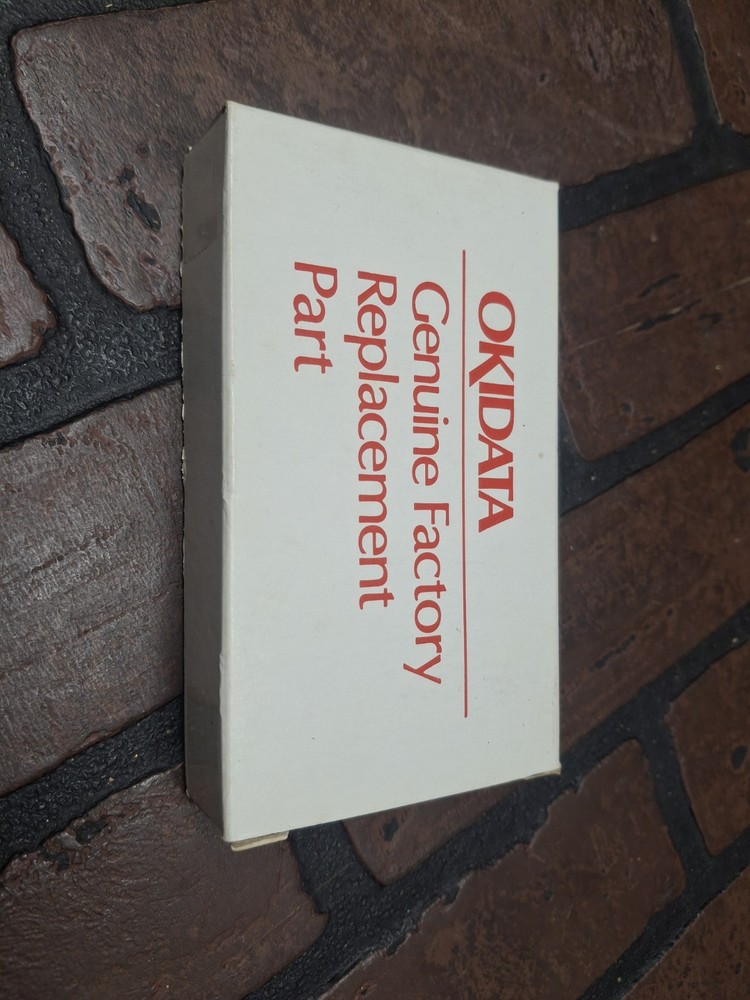 OKIDATA
Genuine Factory
Replacement
Part